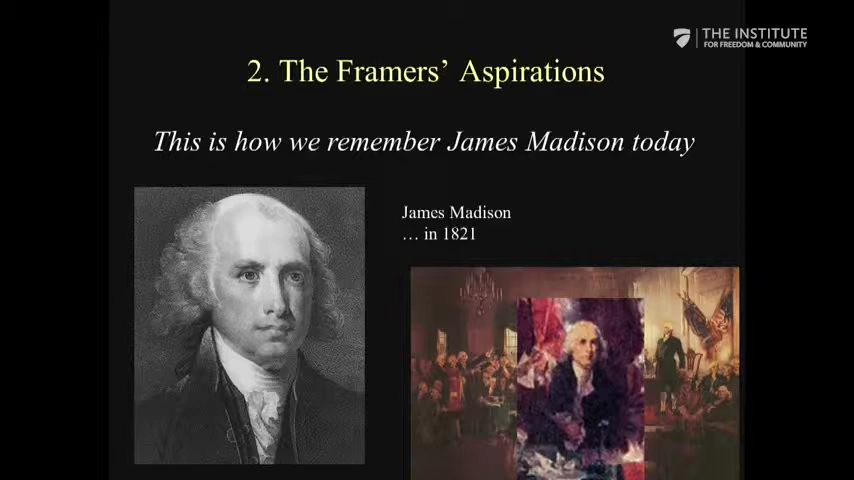 THE INSTITUTE
FOR FREEDOM & COMMUNITY
2. The Framers’ Aspirations
This is how we remember James Madison today
James Madison
… in 1821